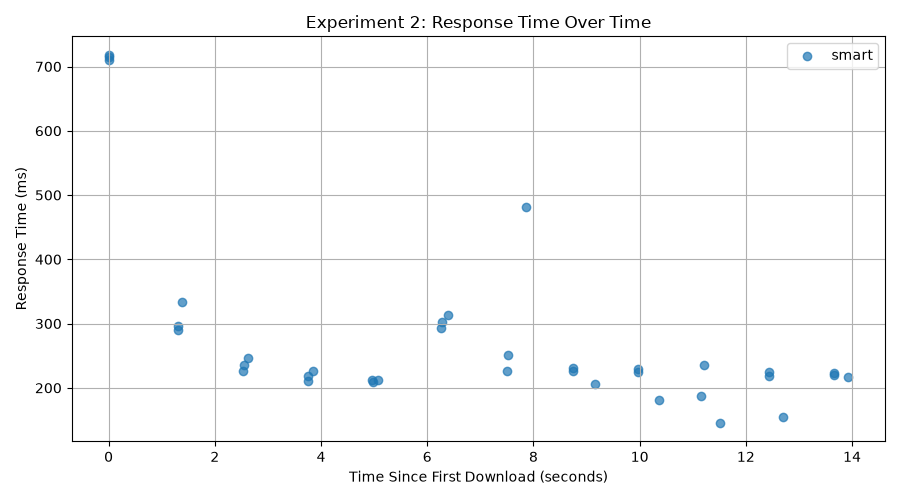 Experiment 2: Response Time Over Time
smart
Response Time (ms)
700
600
500
400
300
200
0 2 4 6 8 10 12 14
Time Since First Download (seconds)